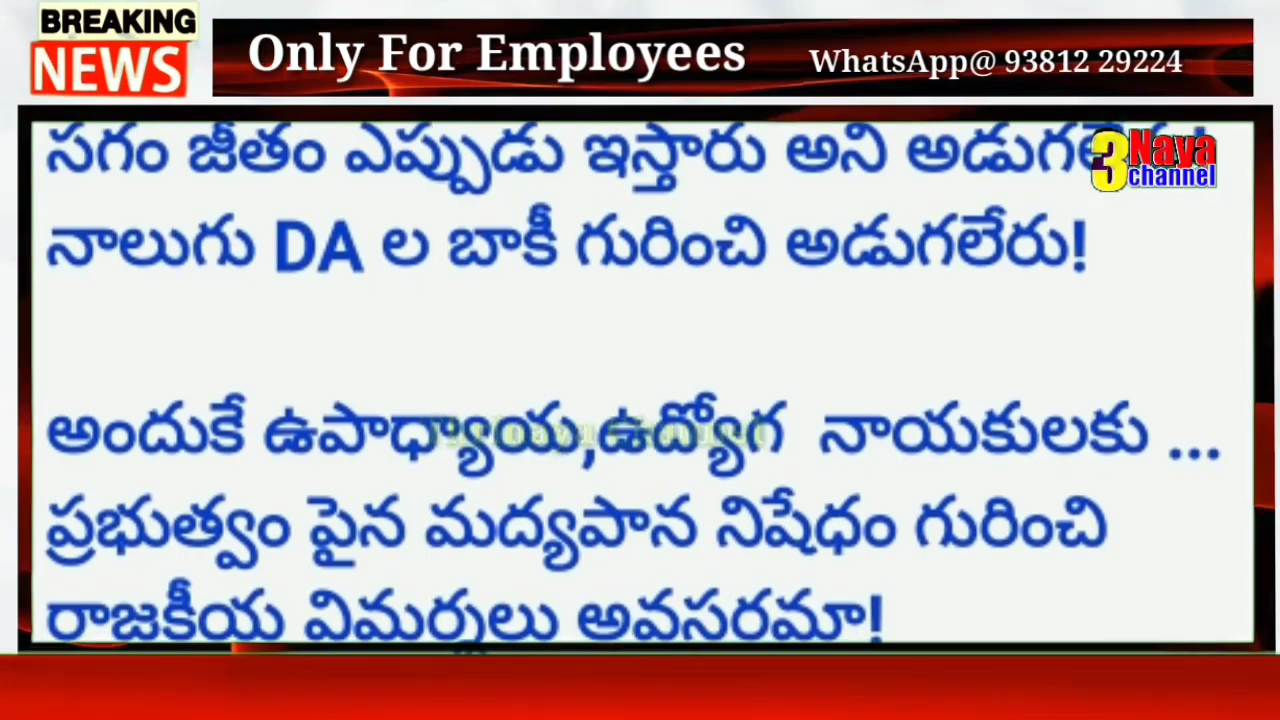 BREAKING
NEWS
Only For Employees
WhatsApp@ 93812 29224
సగం జీతం ఎప్పుడు ఇస్తారు అని
3 Naya
channel
నాలుగు DA ల బాకీ గురించి అడుగలేరు!
అందుకే ఉపాధ్యాయ,ఉద్యోగ నాయకులకు ...
ప్రభుత్వం పైన మద్యపాన నిషేధం గురించి
రాజకీయ విమర్శలు అవసరమా!